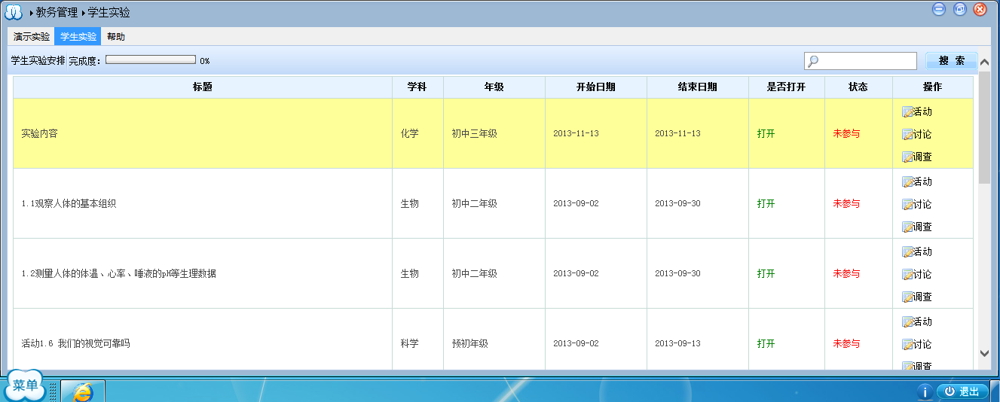 教务管理 学生实验
演示实验 学生实验 帮助
学生实验安排 完成度: 0% 搜 索
标题 学科 年级 开始日期 结束日期 是否打开 状态 操作
实验内容 化学 初中三年级 2013-11-13 2013-11-13 打开 未参与 活动
讨论
调查
1.1观察人体的基本组织 生物 初中二年级 2013-09-02 2013-09-30 打开 未参与 活动
讨论
调查
1.2测量人体的体温、心率、唾液的pH等生理数据 生物 初中二年级 2013-09-02 2013-09-30 打开 未参与 活动
讨论
调查
活动1.6 我们的视觉可靠吗 科学 预初年级 2013-09-02 2013-09-13 打开 未参与 活动
讨论
调查
菜单 退出